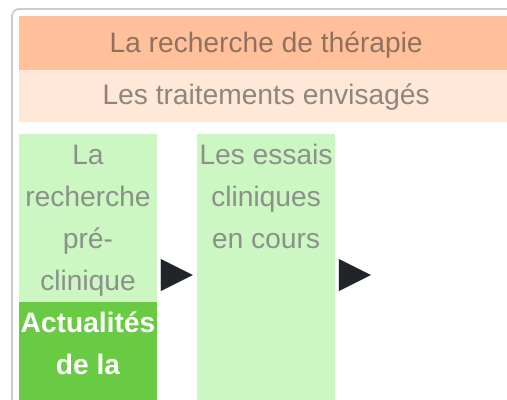 La recherche de thérapie
Les traitements envisagés
La
recherche
pré-
clinique
Actualités
de la
Les essais
cliniques
en cours